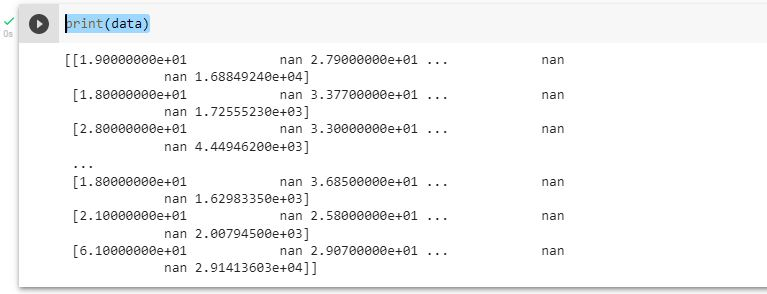 print(data)
0s
[[1.90000000e+01 nan 2.79000000e+01 ... nan
nan 1.68849240e+04]
[1.80000000e+01 nan 3.37700000e+01 ... nan
nan 1.72555230e+03]
[2.80000000e+01 nan 3.30000000e+01 ... nan
nan 4.44946200e+03]
...
[1.80000000e+01 nan 3.68500000e+01 ... nan
nan 1.62983350e+03]
[2.10000000e+01 nan 2.58000000e+01 ... nan
nan 2.00794500e+03]
[6.10000000e+01 nan 2.90700000e+01 ... nan
nan 2.91413603e+04]]